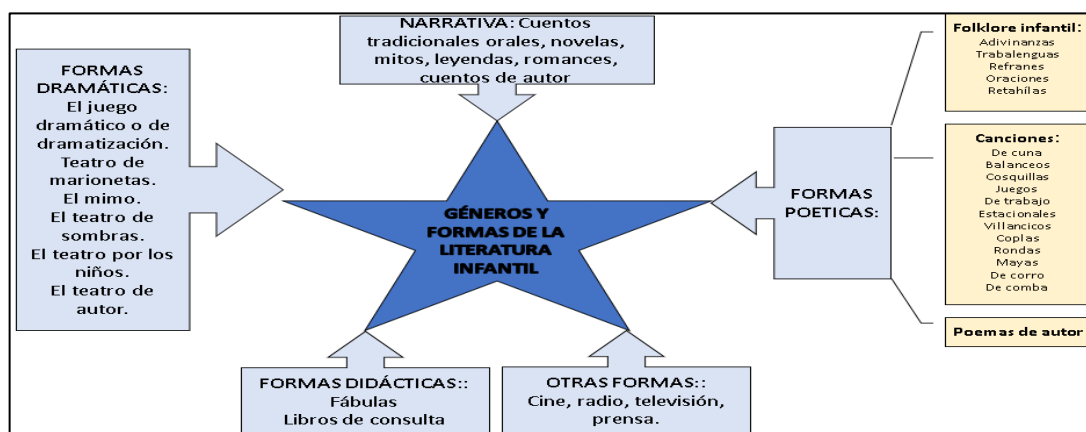 NARRATIVA: Cuentos
tradicionales orales, novelas,
mitos, leyendas, romances,
cuentos de autor
FORMAS
DRAMÁTICAS:
El juego
dramático o de
dramatización.
Teatro de
marionetas.
El mimo.
El teatro de
sombras.
El teatro por los
niños.
El teatro de
autor.
GÉNEROS Y
FORMAS DE LA
LITERATURA
INFANTIL
FORMAS
POETICAS:
Folklore infantil:
Adivinanzas
Trabalenguas
Refranes
Oraciones
Retahílas
Canciones:
De cuna
Balanceos
Cosquillas
Juegos
De trabajo
Estacionales
Villancicos
Coplas
Rondas
Mayas
De corro
De comba
Poemas de autor
FORMAS DIDÁCTICAS::
Fábulas
Libros de consulta
OTRAS FORMAS::
Cine, radio, televisión,
prensa.